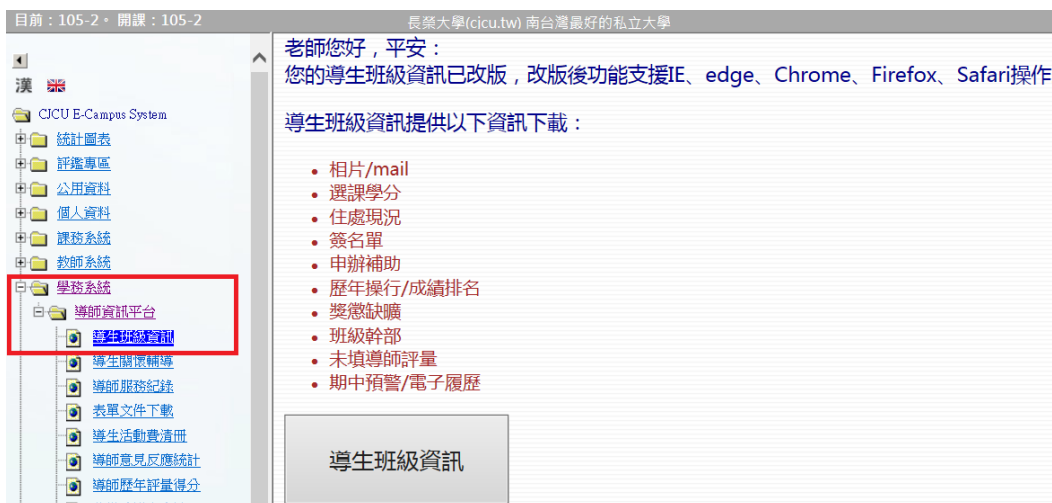 目前：105-2。開課：105-2
長榮大學(cjcu.tw) 南台灣最好的私立大學
漢
CJCU E-Campus System
統計圖表
評鑑專區
公用資料
個人資料
課務系統
教師系統
學務系統
導師資訊平台
導生班級資訊
導生關懷輔導
導師服務紀錄
表單文件下載
導生活動費清冊
導師意見反應統計
導師歷年評量得分
老師您好，平安：
您的導生班級資訊已改版，改版後功能支援IE、edge、Chrome、Firefox、Safari操作
導生班級資訊提供以下資訊下載：
相片/mail
選課學分
住處現況
簽名單
申辦補助
歷年操行/成績排名
獎懲缺曠
班級幹部
未填導師評量
期中預警/電子履歷
導生班級資訊